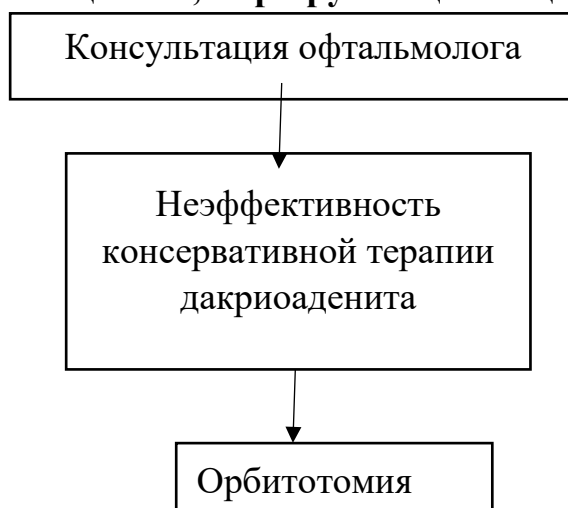 Консультация офтальмолога
Неэффективность
консервативной терапии
дакриоаденита
Орбитотомия